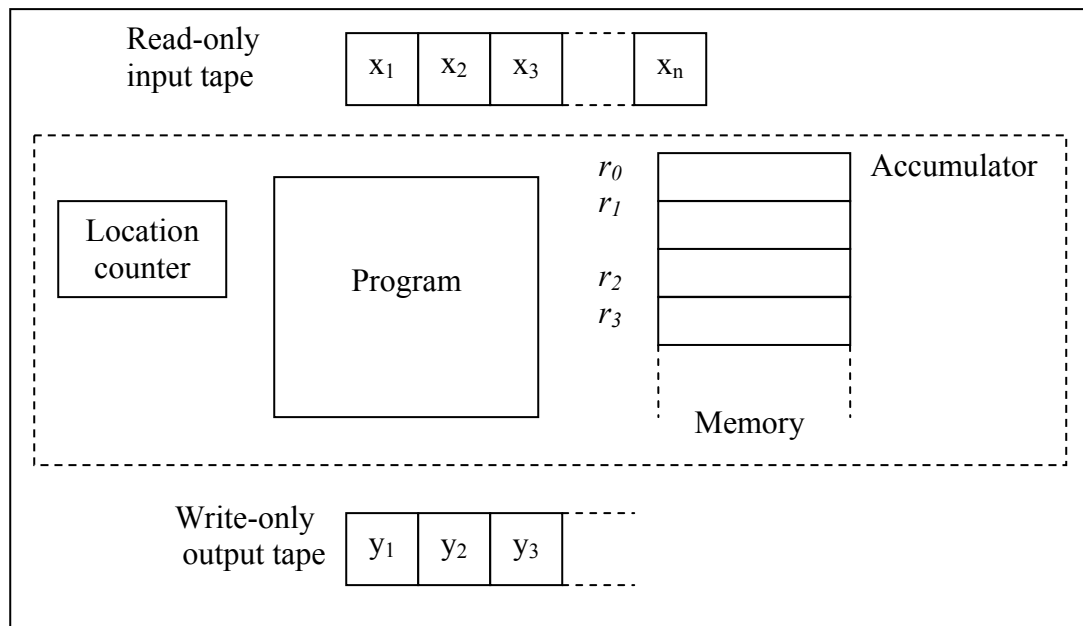 Read-only
input tape
x₁ x₂ x₃ xₙ
r₀
Accumulator
r₁
Location
counter
Program
r₂
r₃
Memory
Write-only
output tape
y₁ y₂ y₃